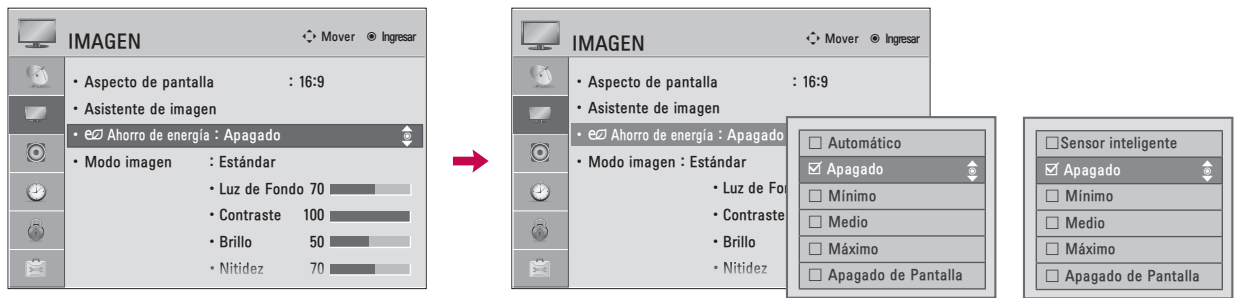 IMAGEN
Mover Ingresar
• Aspecto de pantalla : 16:9
• Asistente de imagen
• e Ahorro de energía : Apagado
• Modo imagen : Estándar
• Luz de Fondo 70
• Contraste 100
• Brillo 50
• Nitidez 70
IMAGEN
Mover Ingresar
• Aspecto de pantalla : 16:9
• Asistente de imagen
• e Ahorro de energía : Apagado
• Modo imagen : Estándar
• Luz de Fo
• Contraste
• Brillo
• Nitidez
☐ Automático
☑ Apagado
☐ Mínimo
☐ Medio
☐ Máximo
☐ Apagado de Pantalla
☐Sensor inteligente
☑ Apagado
☐ Mínimo
☐ Medio
☐ Máximo
☐ Apagado de Pantalla